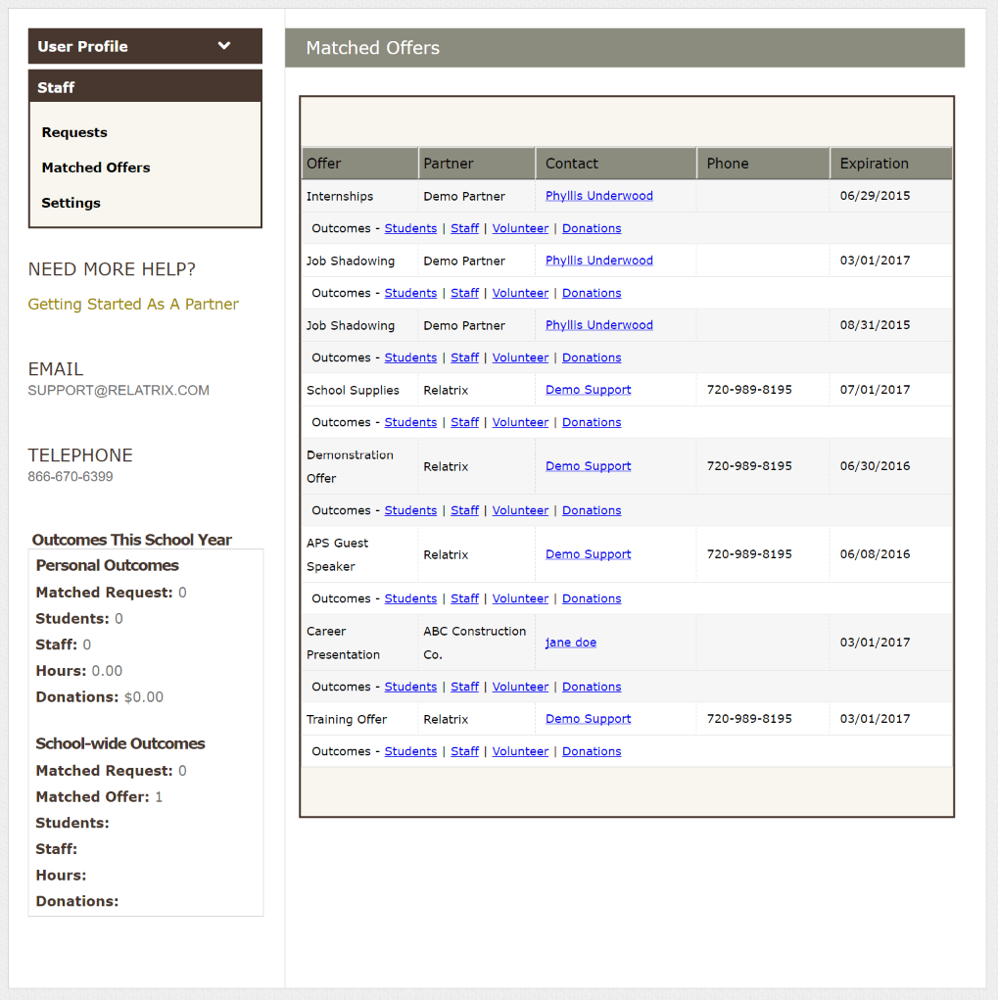 User Profile
Staff
Requests
Matched Offers
Settings
NEED MORE HELP?
Getting Started As A Partner
EMAIL
SUPPORT@RELATRIX.COM
TELEPHONE
866-670-6399
Outcomes This School Year
Personal Outcomes
Matched Request: 0
Students: 0
Staff: 0
Hours: 0.00
Donations: $0.00
School-wide Outcomes
Matched Request: 0
Matched Offer: 1
Students:
Staff:
Hours:
Donations:
Matched Offers
Offer Partner Contact Phone Expiration
Internships Demo Partner Phyllis Underwood 06/29/2015
Outcomes - Students | Staff | Volunteer | Donations
Job Shadowing Demo Partner Phyllis Underwood 03/01/2017
Outcomes - Students | Staff | Volunteer | Donations
Job Shadowing Demo Partner Phyllis Underwood 08/31/2015
Outcomes - Students | Staff | Volunteer | Donations
School Supplies Relatrix Demo Support 720-989-8195 07/01/2017
Outcomes - Students | Staff | Volunteer | Donations
Demonstration
Offer Relatrix Demo Support 720-989-8195 06/30/2016
Outcomes - Students | Staff | Volunteer | Donations
APS Guest
Speaker Relatrix Demo Support 720-989-8195 06/08/2016
Outcomes - Students | Staff | Volunteer | Donations
Career ABC Construction
Presentation Co. jane doe 03/01/2017
Outcomes - Students | Staff | Volunteer | Donations
Training Offer Relatrix Demo Support 720-989-8195 03/01/2017
Outcomes - Students | Staff | Volunteer | Donations